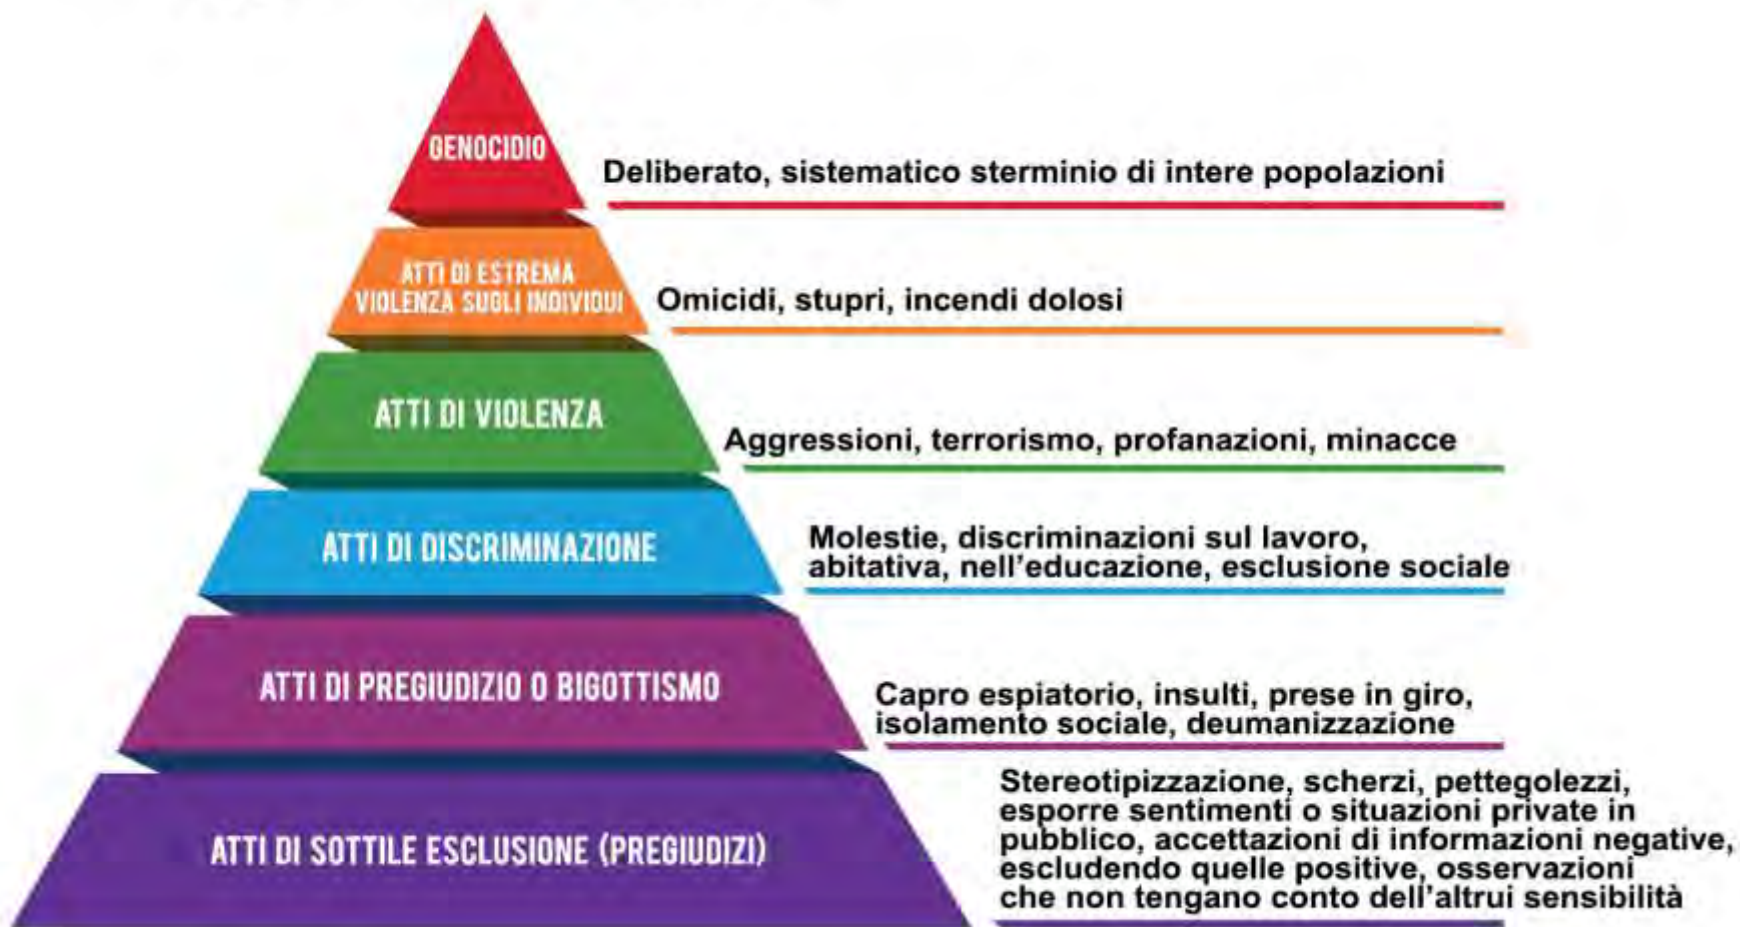 GENOCIDIO
Deliberato, sistematico sterminio di intere popolazioni
ATTI DI ESTREMA
VIOLENZA SUGLI INDIVIDUI
Omicidi, stupri, incendi dolosi
ATTI DI VIOLENZA
Aggressioni, terrorismo, profanazioni, minacce
ATTI DI DISCRIMINAZIONE
Molestie, discriminazioni sul lavoro,
abitativa, nell'educazione, esclusione sociale
ATTI DI PREGIUDIZIO O BIGOTTISMO
Capro espiatorio, insulti, prese in giro,
isolamento sociale, deumanizzazione
ATTI DI SOTTILE ESCLUSIONE (PREGIUDIZI)
Stereotipizzazione, scherzi, pettegolezzi,
esporre sentimenti o situazioni private in
pubblico, accettazioni di informazioni negative,
escludendo quelle positive, osservazioni
che non tengano conto dell'altrui sensibilità